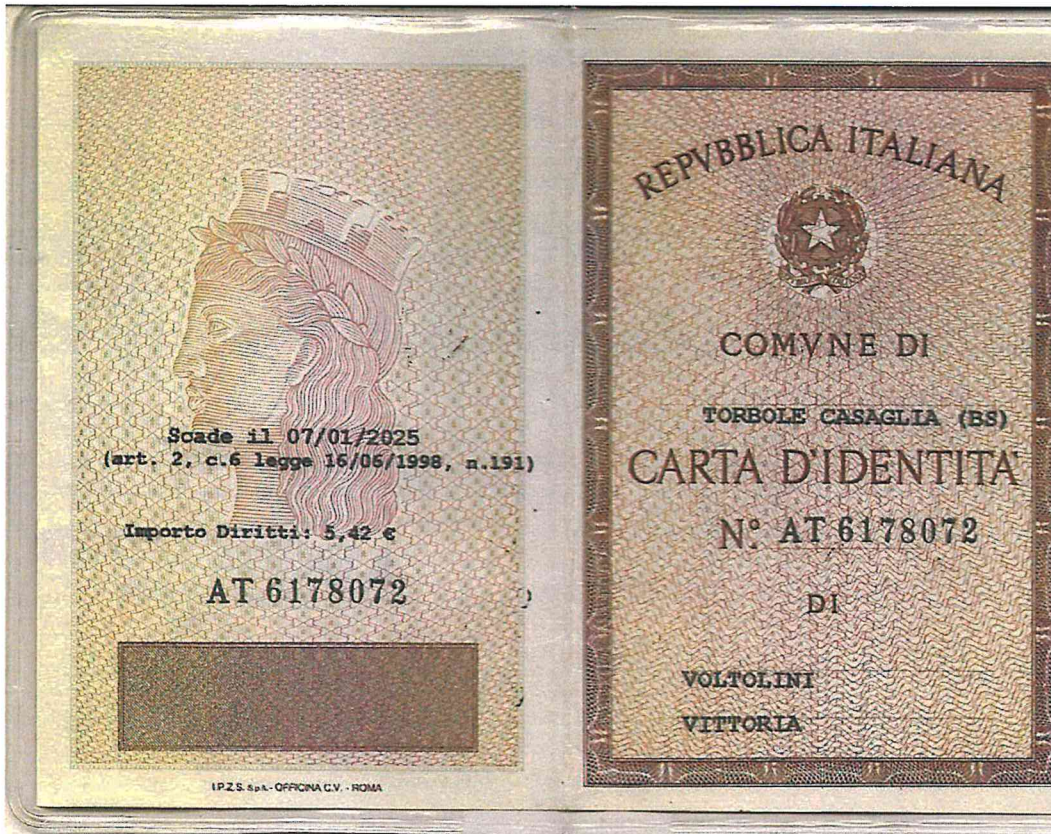 Scade il 07/01/2025
(art. 2, c.6 legge 16/06/1998, n.191)
Importo Diritti: 5,42 €
AT 6178072
I.P.Z.S. S.p.A. - OFFICINA C.V. - ROMA
REPVBBLICA ITALIANA
COMVNE DI
TORBOLE CASAGLIA (BS)
CARTA D'IDENTITA'
N° AT 6178072
DI
VOLTOLINI
VITTORIA